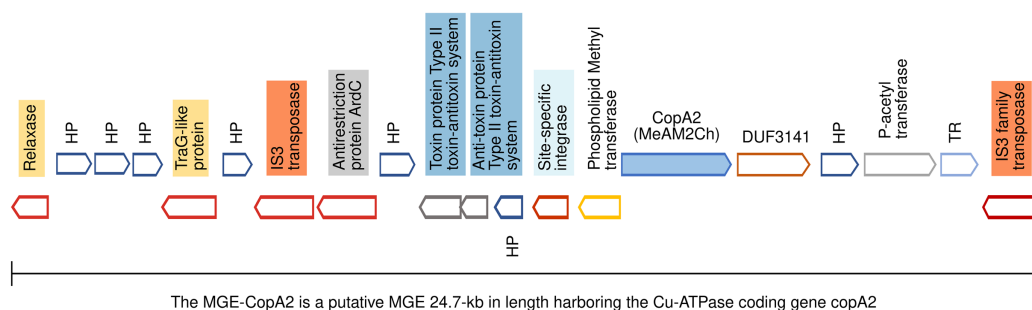 Relaxase
HP
HP
HP
TraG-like
protein
HP
IS3
transposase
Antirestriction
protein ArdC
HP
Toxin protein Type II
toxin-antitoxin system
Anti-toxin protein
Type II toxin-antitoxin
system
HP
Site-specific
integrase
Phospholipid Methyl
transferase
CopA2
(MeAM2Ch)
DUF3141
HP
P-acetyl
transferase
TR
IS3 family
transposase
The MGE-CopA2 is a putative MGE 24.7-kb in length harboring the Cu-ATPase coding gene copA2